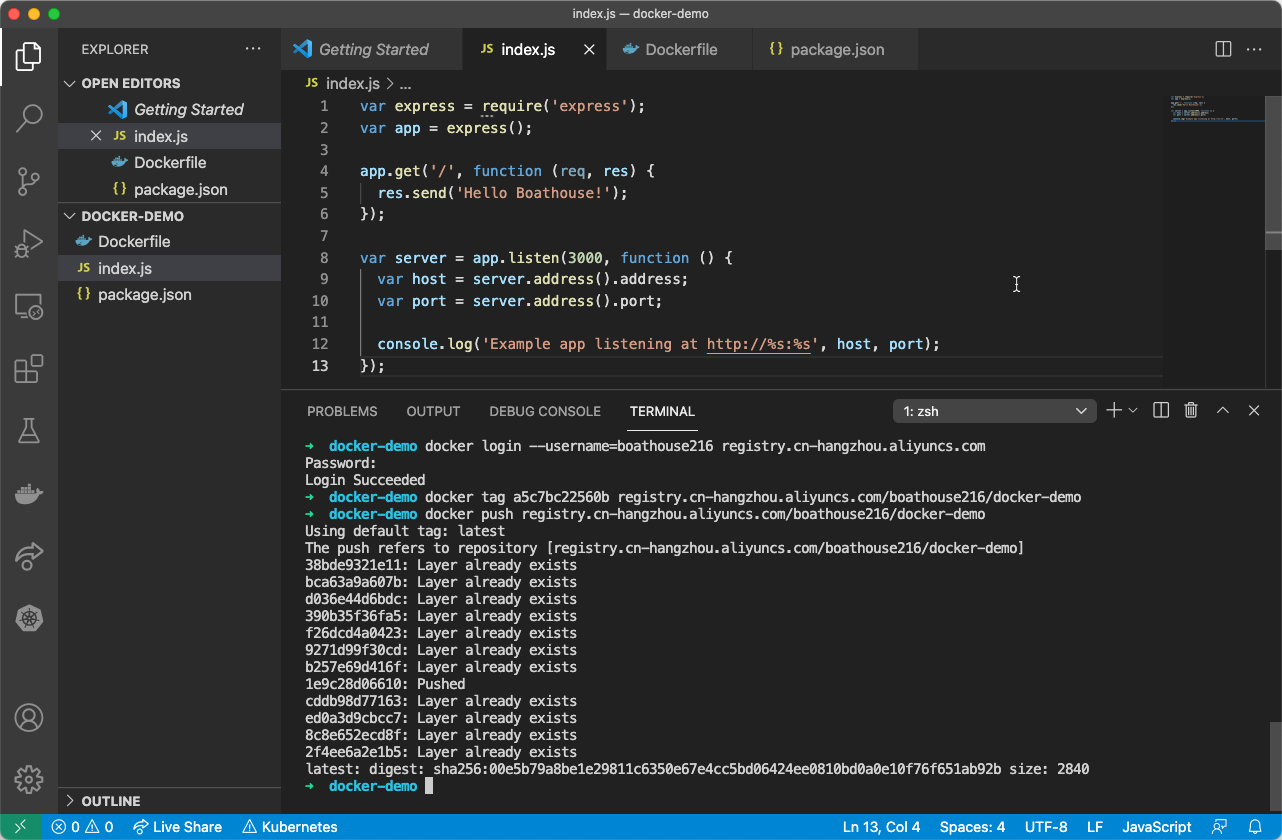 index.js — docker-demo
EXPLORER
OPEN EDITORS
Getting Started
JS index.js
Dockerfile
{} package.json
DOCKER-DEMO
Dockerfile
JS index.js
{} package.json
OUTLINE
Getting Started
JS index.js
Dockerfile
{} package.json
JS index.js > ...
1 var express = require('express');
2 var app = express();
3
4 app.get('/', function (req, res) {
5 res.send('Hello Boathouse!');
6 });
7
8 var server = app.listen(3000, function () {
9 var host = server.address().address;
10 var port = server.address().port;
11
12 console.log('Example app listening at http://%s:%s', host, port);
13 });
PROBLEMS OUTPUT DEBUG CONSOLE TERMINAL 1: zsh
→ docker-demo docker login --username=boathouse216 registry.cn-hangzhou.aliyuncs.com
Password:
Login Succeeded
→ docker-demo docker tag a5c7bc22560b registry.cn-hangzhou.aliyuncs.com/boathouse216/docker-demo
→ docker-demo docker push registry.cn-hangzhou.aliyuncs.com/boathouse216/docker-demo
Using default tag: latest
The push refers to repository [registry.cn-hangzhou.aliyuncs.com/boathouse216/docker-demo]
38bde9321e11: Layer already exists
bca63a9a607b: Layer already exists
d036e44d6bdc: Layer already exists
390b35f36fa5: Layer already exists
f26dcd4a0423: Layer already exists
9271d99f30cd: Layer already exists
b257e69d416f: Layer already exists
1e9c28d06610: Pushed
cddb98d77163: Layer already exists
ed0a3d9cbcc7: Layer already exists
8c8e652ecd8f: Layer already exists
2f4ee6a2e1b5: Layer already exists
latest: digest: sha256:00e5b79a8be1e29811c6350e67e4cc5bd06424ee0810bd0a0e10f76f651ab92b size: 2840
→ docker-demo
0 0 Live Share Kubernetes Ln 13, Col 4 Spaces: 4 UTF-8 LF JavaScript